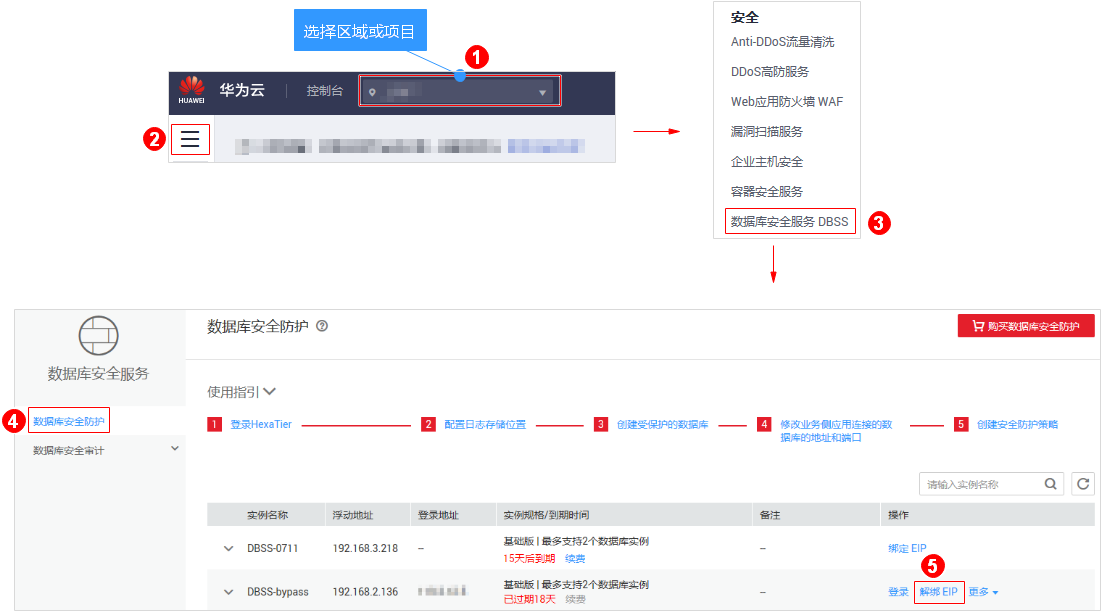 选择区域或项目
1
HUAWEI
华为云
控制台
2
安全
Anti-DDoS流量清洗
DDoS高防服务
Web应用防火墙 WAF
漏洞扫描服务
企业主机安全
容器安全服务
数据库安全服务 DBSS
3
数据库安全服务
4
数据库安全防护
数据库安全审计
数据库安全防护 ?
购买数据库安全防护
使用指引
1 登录HexaTier
2 配置日志存储位置
3 创建受保护的数据库
4 修改业务侧应用连接的数
据库的地址和端口
5 创建安全防护策略
请输入实例名称
实例名称 浮动地址 登录地址 实例规格/到期时间 备注 操作
DBSS-0711 192.168.3.218 – 基础版 | 最多支持2个数据库实例 – 绑定 EIP
15天后到期 续费
5
DBSS-bypass 192.168.2.136 基础版 | 最多支持2个数据库实例 – 登录 解绑 EIP 更多
已过期18天 续费